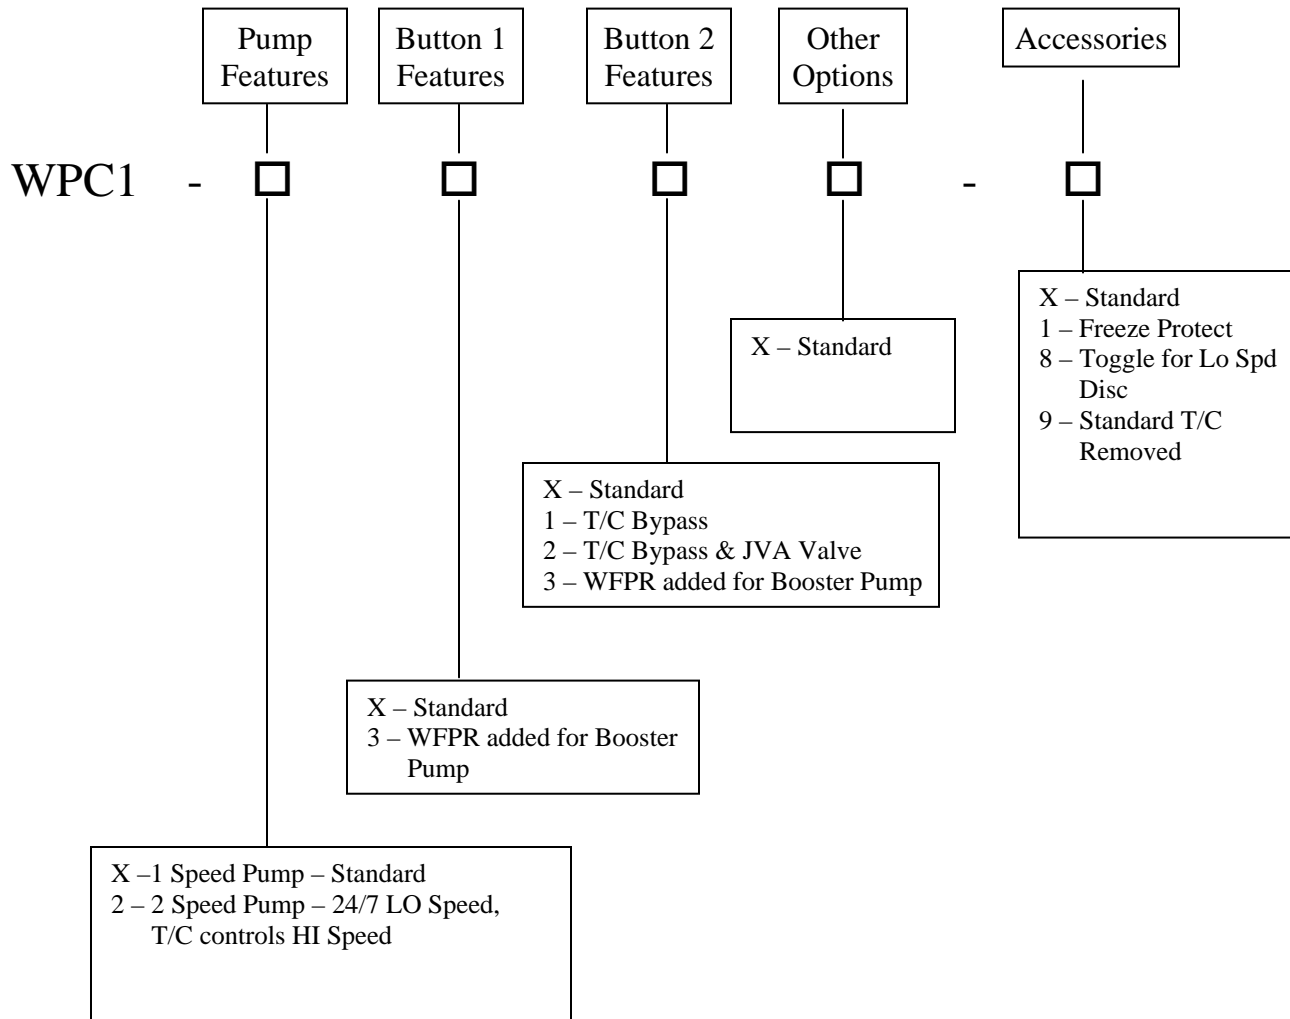 Pump
Features
Button 1
Features
Button 2
Features
Other
Options
Accessories
WPC1 - □ □ □ □ - □
X – Standard
1 – Freeze Protect
8 – Toggle for Lo Spd
Disc
9 – Standard T/C
Removed
X – Standard
X – Standard
1 – T/C Bypass
2 – T/C Bypass & JVA Valve
3 – WFPR added for Booster Pump
X – Standard
3 – WFPR added for Booster
Pump
X –1 Speed Pump – Standard
2 – 2 Speed Pump – 24/7 LO Speed,
T/C controls HI Speed